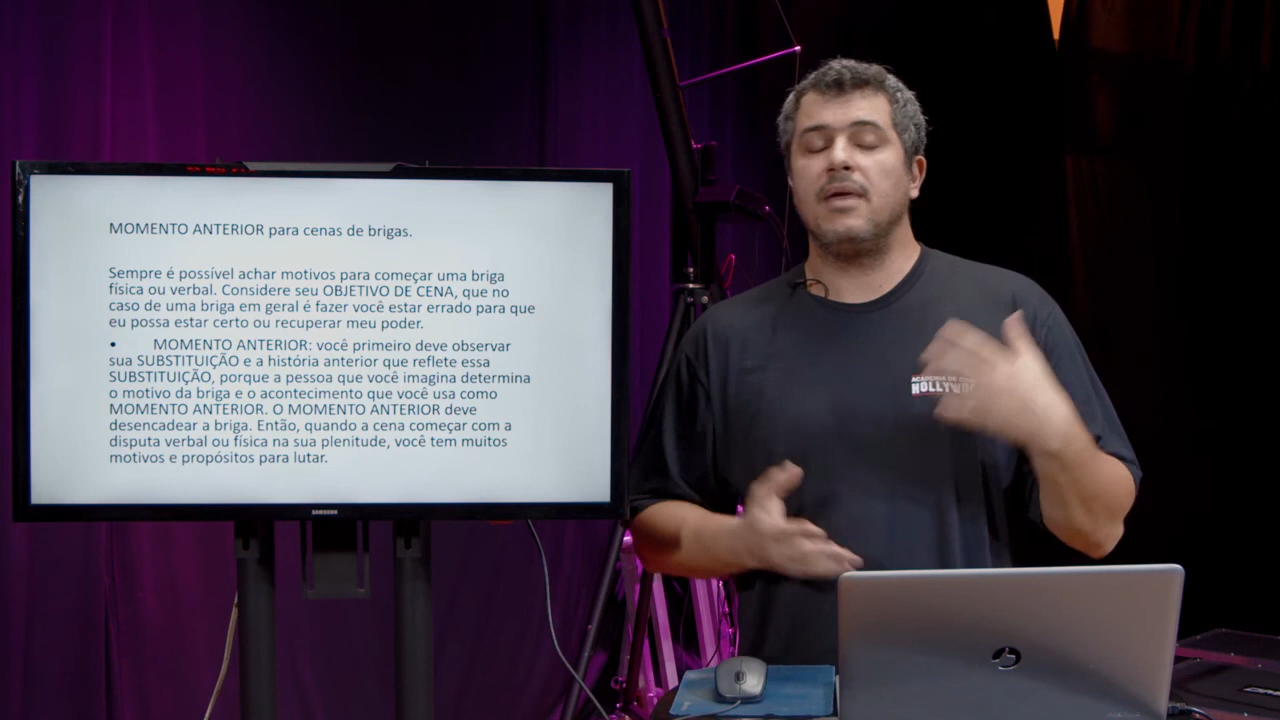 MOMENTO ANTERIOR para cenas de brigas.
Sempre é possível achar motivos para começar uma briga
física ou verbal. Considere seu OBJETIVO DE CENA, que no
caso de uma briga em geral é fazer você estar errado para que
eu possa estar certo ou recuperar meu poder.
• MOMENTO ANTERIOR: você primeiro deve observar
sua SUBSTITUIÇÃO e a história anterior que reflete essa
SUBSTITUIÇÃO, porque a pessoa que você imagina determina
o motivo da briga e o acontecimento que você usa como
MOMENTO ANTERIOR. O MOMENTO ANTERIOR deve
desencadear a briga. Então, quando a cena começar com a
disputa verbal ou física na sua plenitude, você tem muitos
motivos e propósitos para lutar.
SAMSUNG
ACADEMIA DE